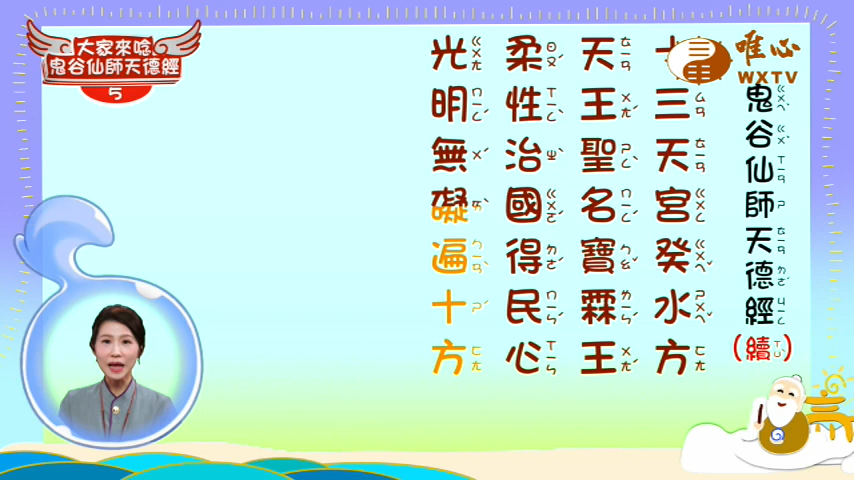 大家來唸
鬼谷仙師天德經
5
唯心
WXTV
鬼谷仙師天德經
(續)
三天宮癸水方
天王聖名寶霖王
柔性治國得民心
光明無礙遍十方